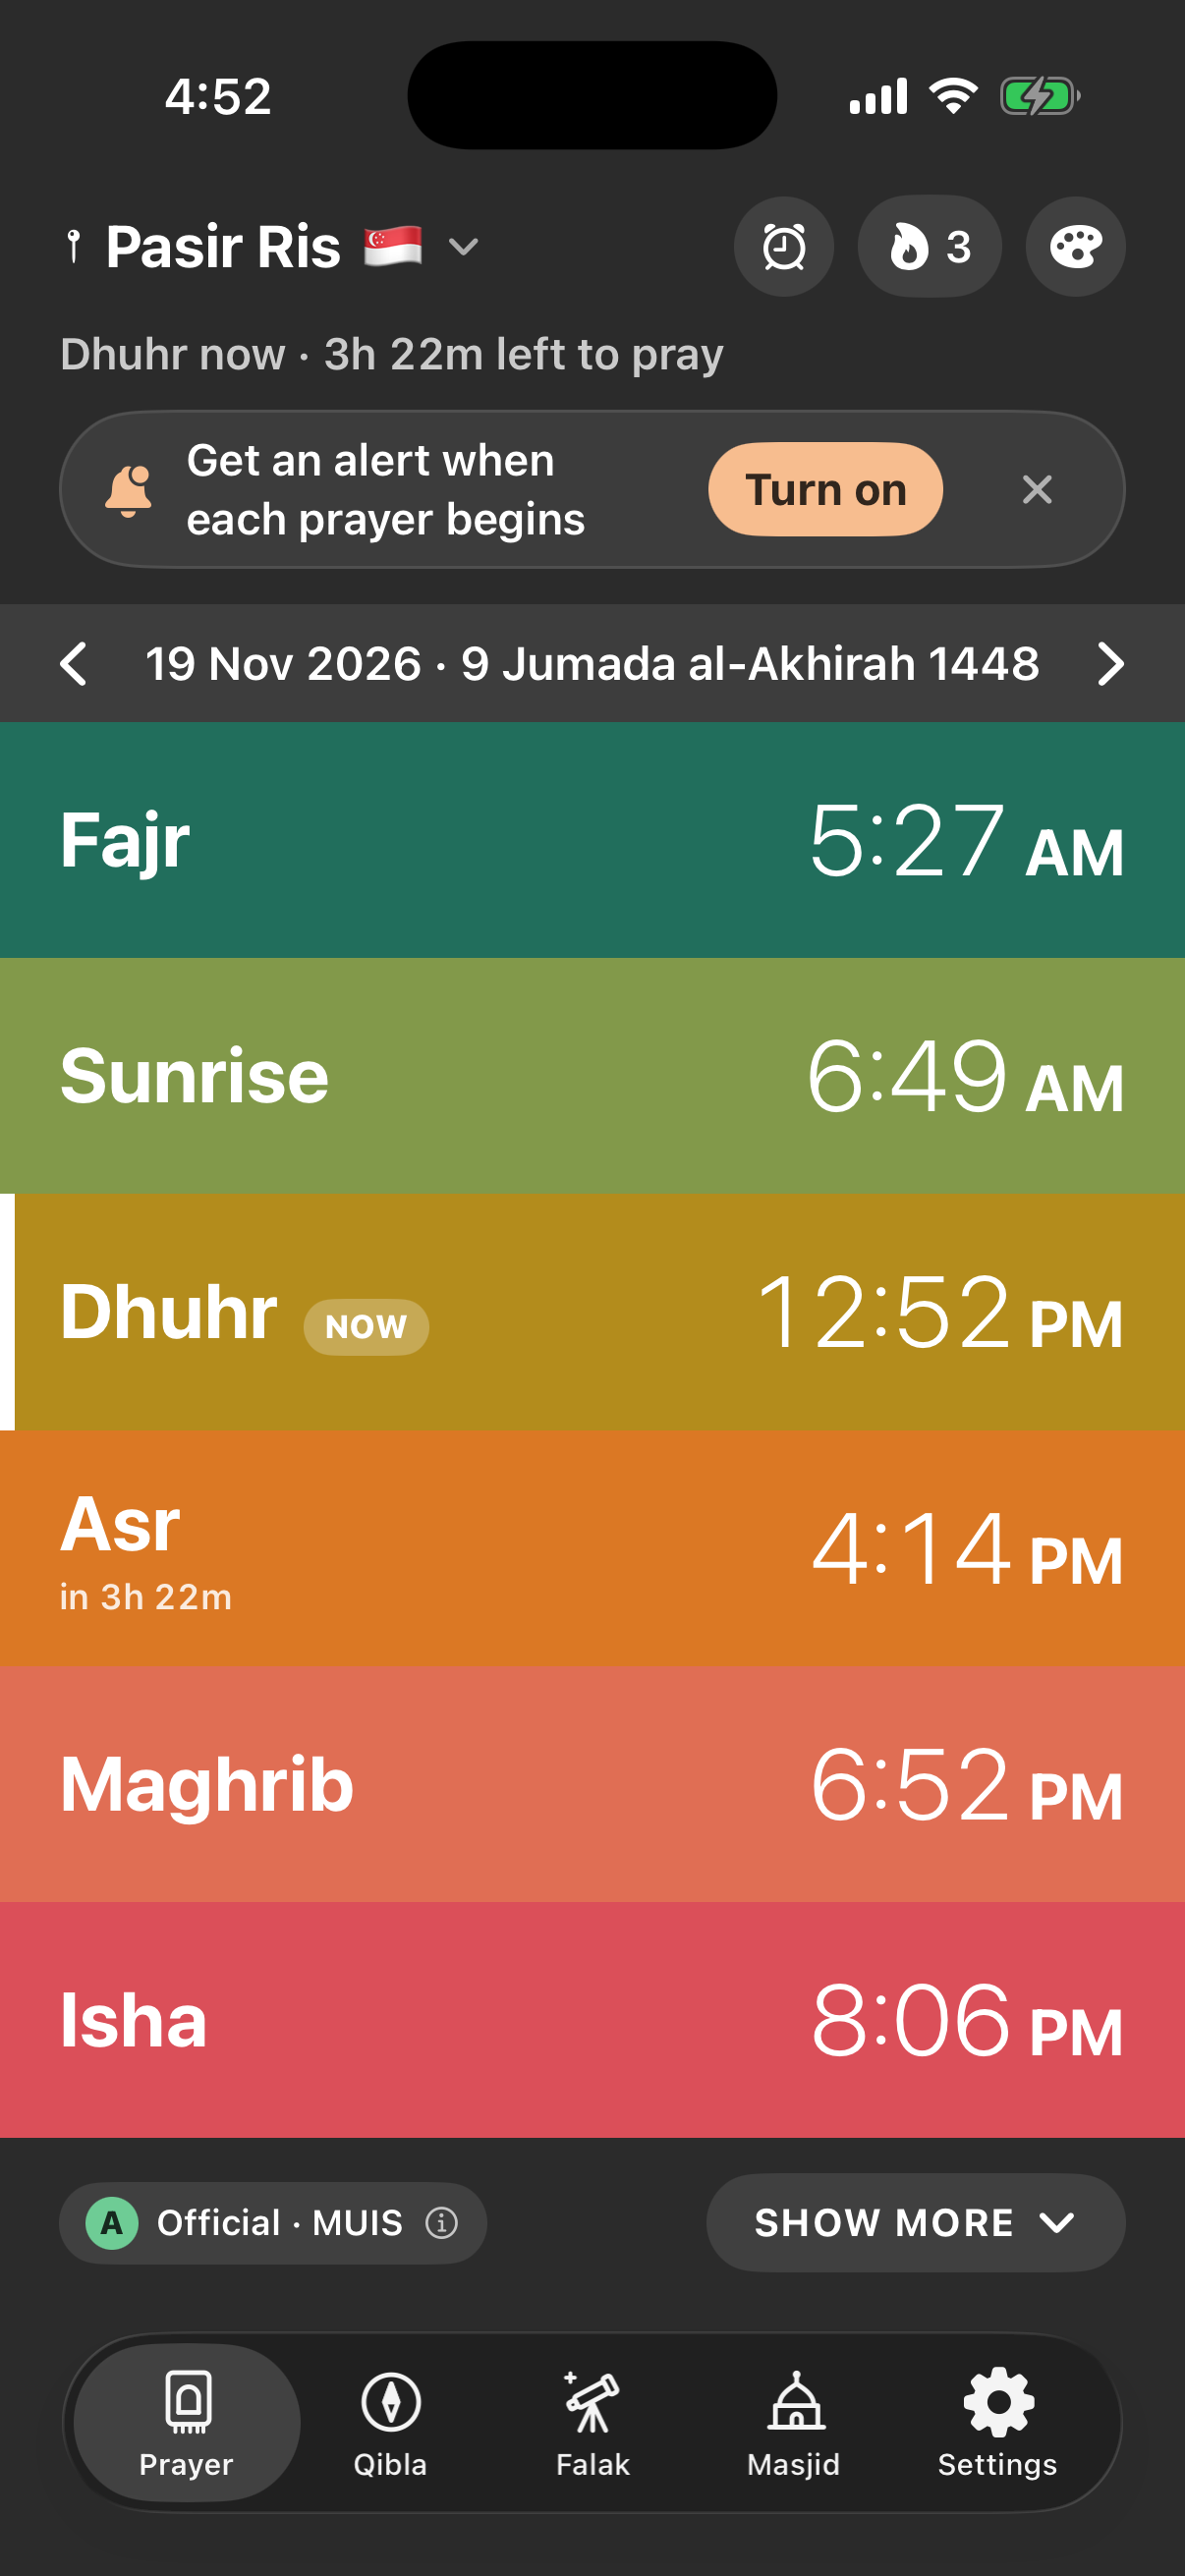 4:52
Pasir Ris 🇸🇬
3
Dhuhr now · 3h 22m left to pray
Get an alert when
each prayer begins
Turn on
19 Nov 2026 · 9 Jumada al-Akhirah 1448
Fajr 5:27 AM
Sunrise 6:49 AM
Dhuhr NOW 12:52 PM
Asr 4:14 PM
in 3h 22m
Maghrib 6:52 PM
Isha 8:06 PM
A Official · MUIS
SHOW MORE
Prayer Qibla Falak Masjid Settings